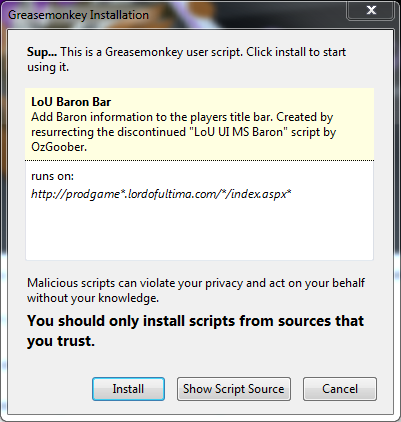 Greasemonkey Installation
Sup... This is a Greasemonkey user script. Click install to start
using it.
LoU Baron Bar
Add Baron information to the players title bar. Created by
resurrecting the discontinued "LoU UI MS Baron" script by
OzGoober.
runs on:
http://prodgame*.lordofultima.com/*/index.aspx*
Malicious scripts can violate your privacy and act on your behalf
without your knowledge.
You should only install scripts from sources that
you trust.
Install Show Script Source Cancel